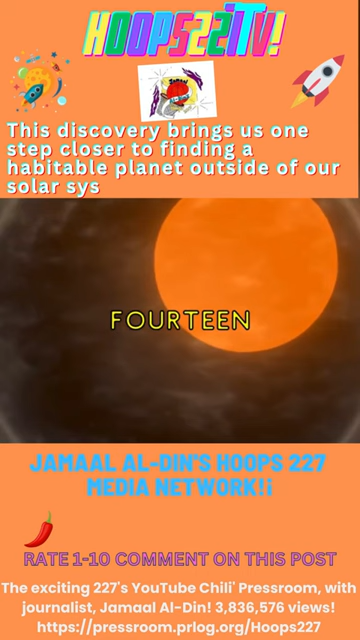 HOOPS227TV!
Jamaal
This discovery brings us one
step closer to finding a
habitable planet outside of our
solar sys
FOURTEEN
JAMAAL AL-DIN'S HOOPS 227
MEDIA NETWORK!¡
RATE 1-10 COMMENT ON THIS POST
The exciting 227's YouTube Chili' Pressroom, with
journalist, Jamaal Al-Din! 3,836,576 views!
https://pressroom.prlog.org/Hoops227